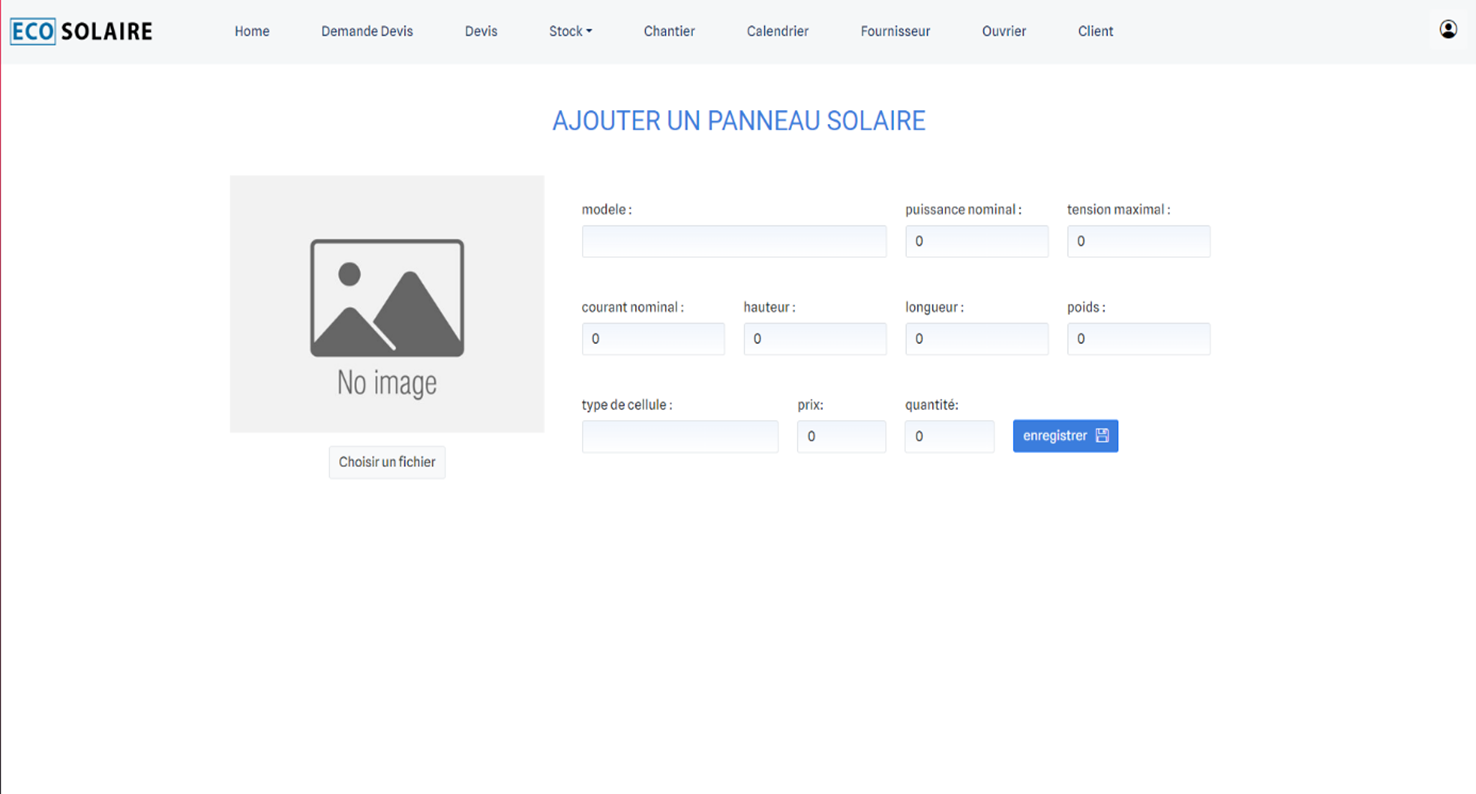 ECO SOLAIRE
Home Demande Devis Devis Stock Chantier Calendrier Fournisseur Ouvrier Client
AJOUTER UN PANNEAU SOLAIRE
No image
Choisir un fichier
modele : puissance nominal : tension maximal :
0 0
courant nominal : hauteur : longueur : poids :
0 0 0 0
type de cellule : prix: quantité:
0 0 enregistrer